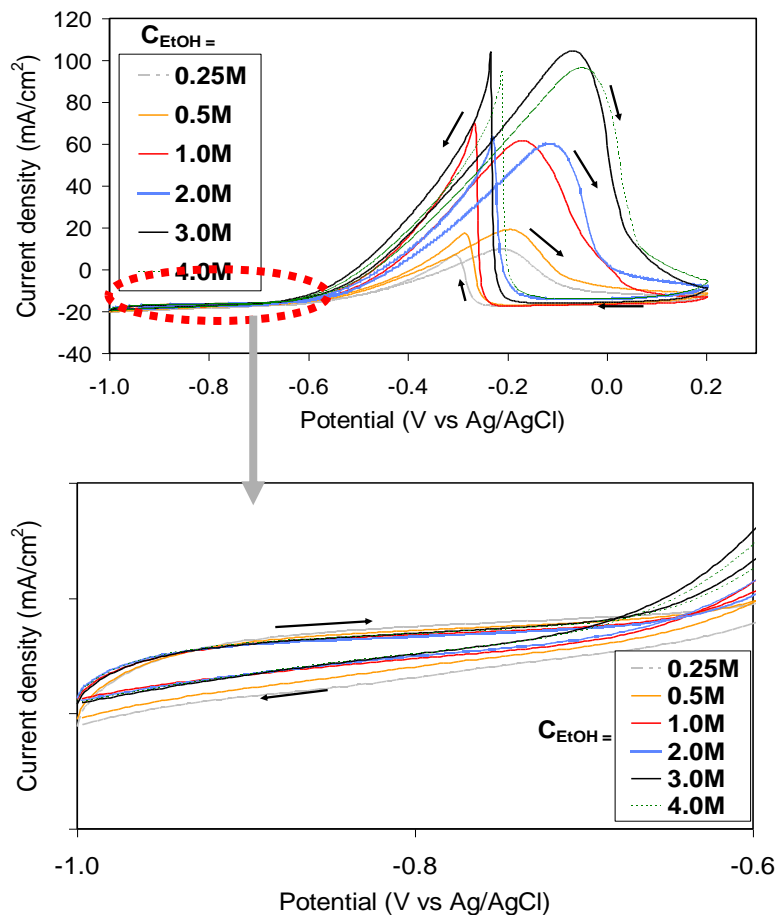 Current density (mA/cm²)
120
100
80
60
40
20
0
-20
-40
C_EtOH =
0.25M
0.5M
1.0M
2.0M
3.0M
4.0M
-1.0 -0.8 -0.6 -0.4 -0.2 0.0 0.2
Potential (V vs Ag/AgCl)
Current density (mA/cm²)
C_EtOH =
0.25M
0.5M
1.0M
2.0M
3.0M
4.0M
-1.0 -0.8 -0.6
Potential (V vs Ag/AgCl)